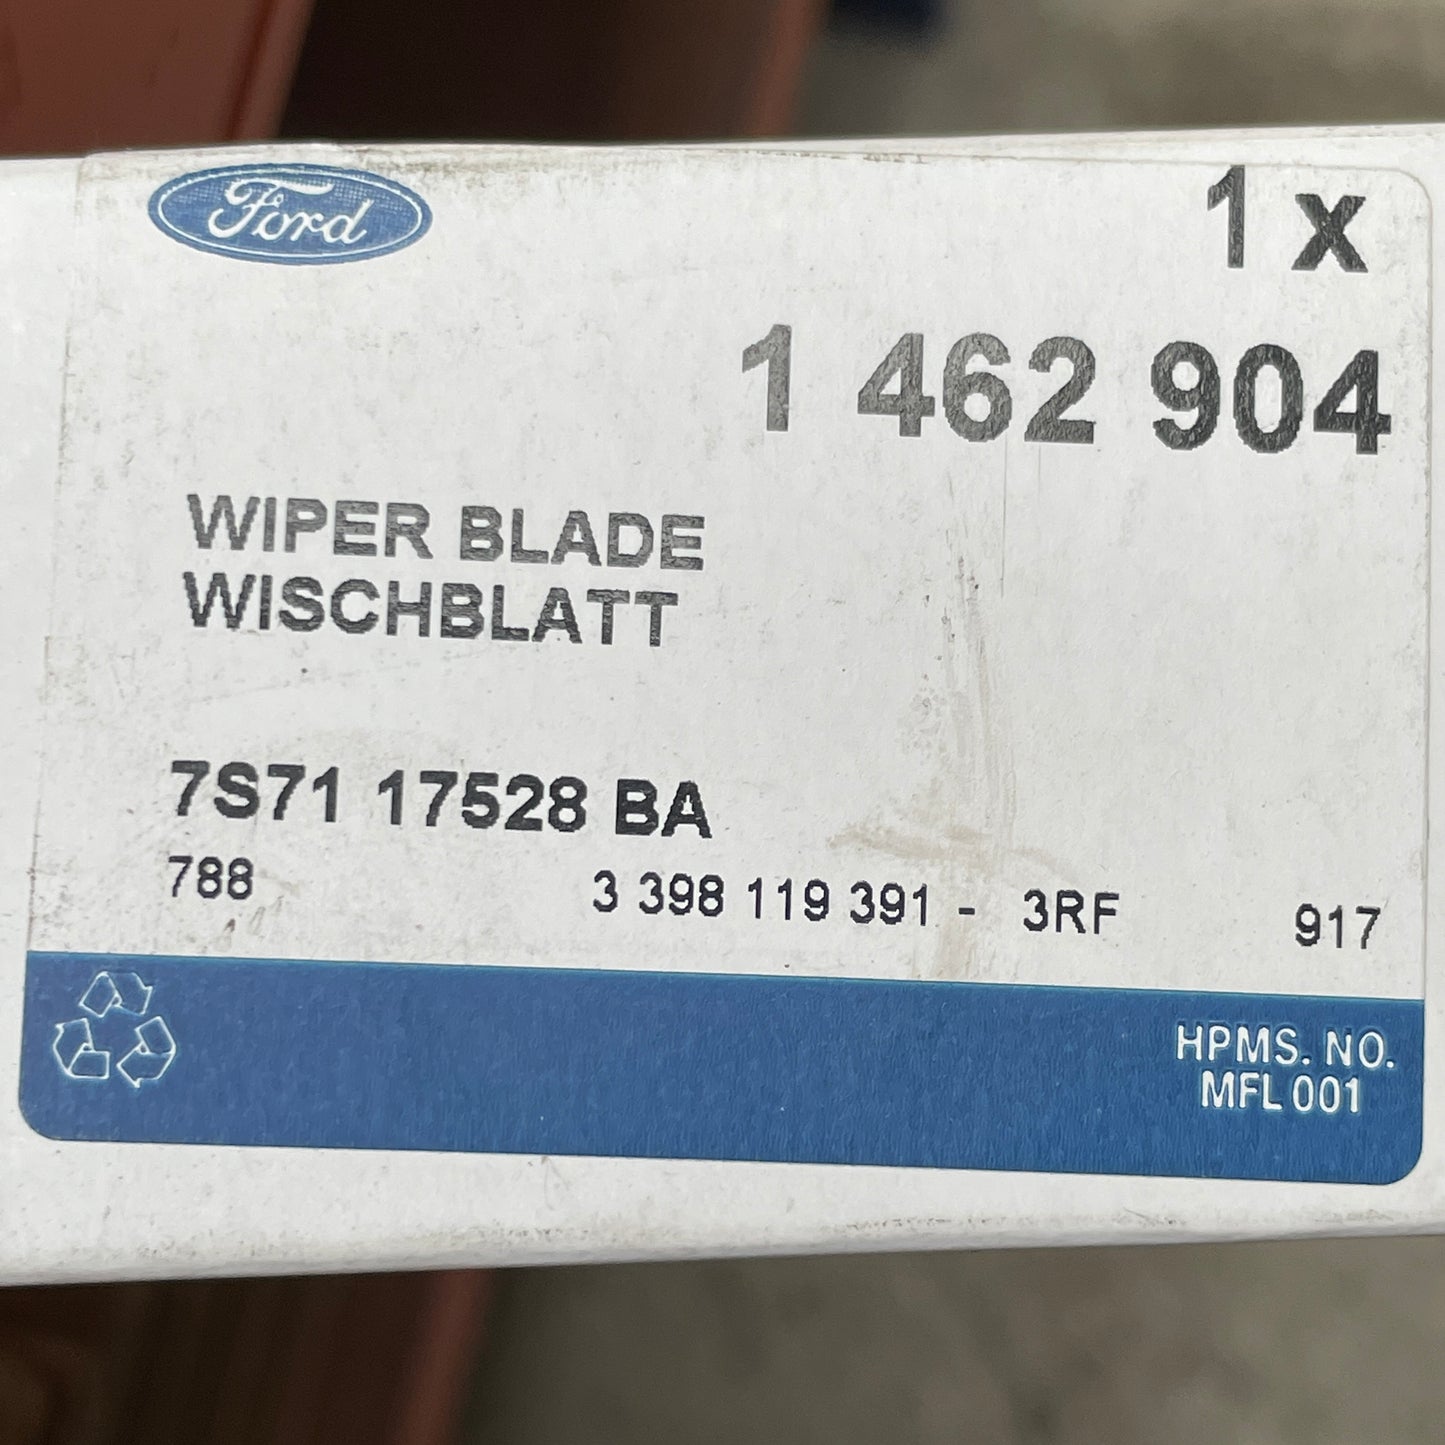 Ford
1 x
1 462 904
WIPER BLADE
WISCHBLATT
7S71 17528 BA
788 3 398 119 391 - 3RF 917
HPMS. NO.
MFL 001